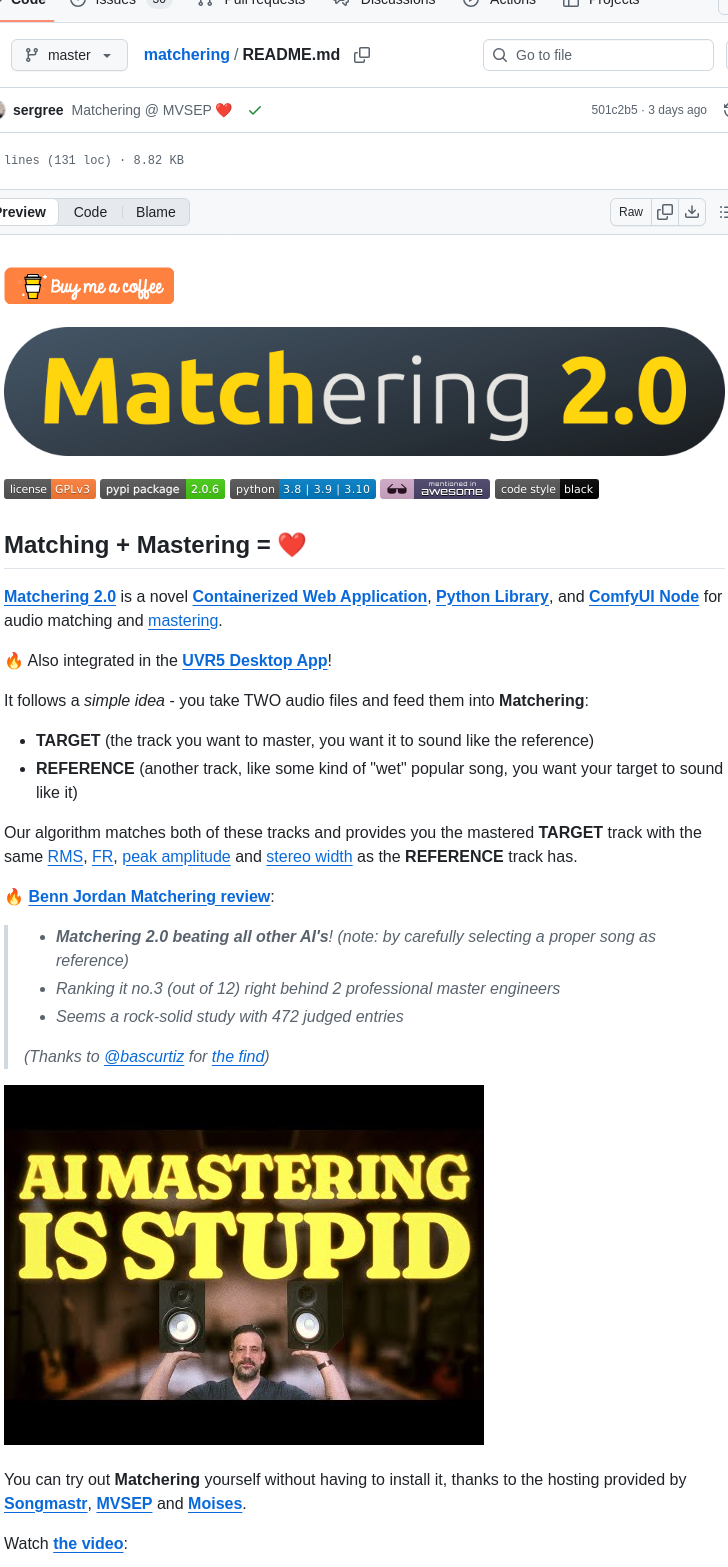 Code Issues 50 Pull requests Discussions Actions Projects
master matchering / README.md Go to file
sergree Matchering @ MVSEP ❤️ 501c2b5 · 3 days ago
lines (131 loc) · 8.82 KB
Preview Code Blame Raw
Buy me a coffee
Matchering 2.0
license GPLv3 pypi package 2.0.6 python 3.8 | 3.9 | 3.10 mentioned in awesome code style black
Matching + Mastering = ❤️
Matchering 2.0 is a novel Containerized Web Application, Python Library, and ComfyUI Node for
audio matching and mastering.
🔥 Also integrated in the UVR5 Desktop App!
It follows a simple idea - you take TWO audio files and feed them into Matchering:
• TARGET (the track you want to master, you want it to sound like the reference)
• REFERENCE (another track, like some kind of "wet" popular song, you want your target to sound
like it)
Our algorithm matches both of these tracks and provides you the mastered TARGET track with the
same RMS, FR, peak amplitude and stereo width as the REFERENCE track has.
🔥 Benn Jordan Matchering review:
• Matchering 2.0 beating all other AI's! (note: by carefully selecting a proper song as
reference)
• Ranking it no.3 (out of 12) right behind 2 professional master engineers
• Seems a rock-solid study with 472 judged entries
(Thanks to @bascurtiz for the find)
AI MASTERING
IS STUPID
You can try out Matchering yourself without having to install it, thanks to the hosting provided by
Songmastr, MVSEP and Moises.
Watch the video: